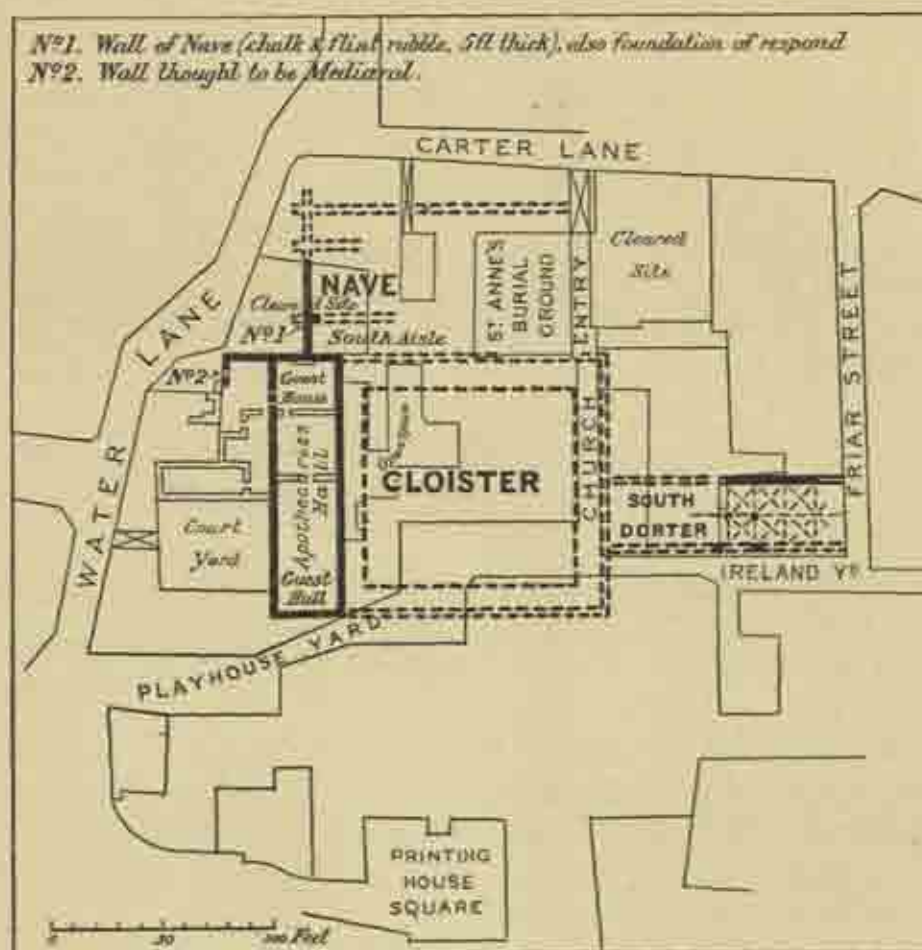 Nº1. Wall of Nave (chalk & flint rubble, 5ft thick), also foundation of respond
Nº2. Wall thought to be Mediæval.
CARTER LANE
WATER LANE
NAVE
Cleared Site
Nº1
South Aisle
ST ANNE'S
BURIAL
GROUND
CHURCH ENTRY
Cleared
Site
FRIAR STREET
Nº2
Guest
House
Apothecaries
Hall
Guest
Hall
Court
Yard
CLOISTER
SOUTH
DORTER
IRELAND YD
PLAYHOUSE YARD
PRINTING
HOUSE
SQUARE
0 50 100 Feet